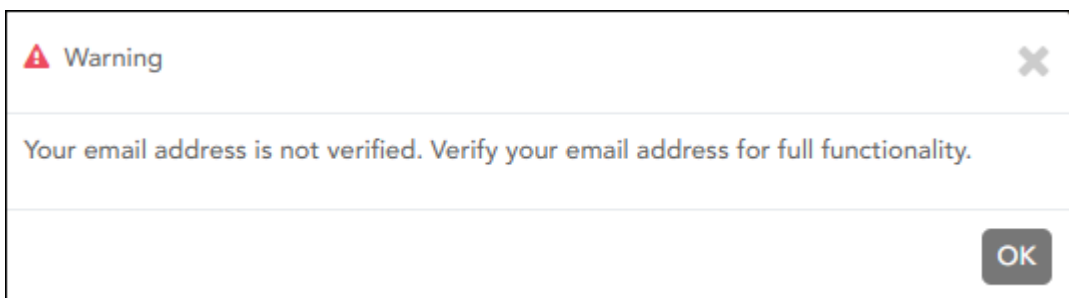 Warning
Your email address is not verified. Verify your email address for full functionality.
OK